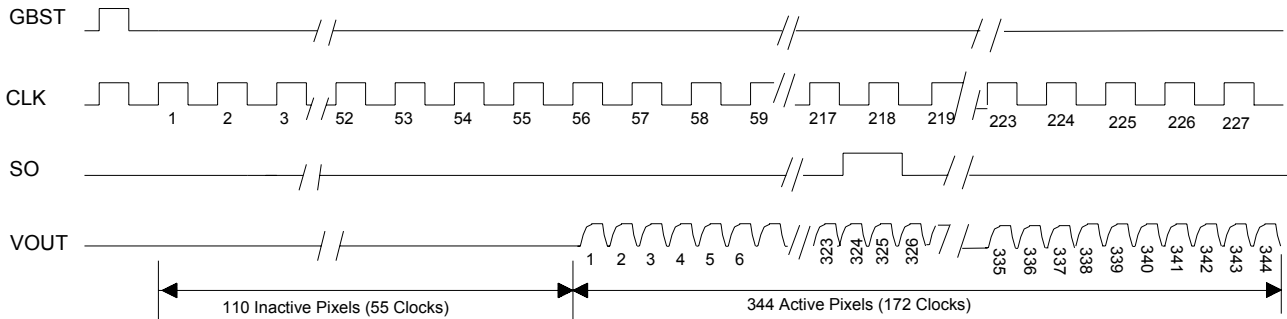 GBST
CLK
1 2 3 52 53 54 55 56 57 58 59 217 218 219 223 224 225 226 227
SO
VOUT
1 2 3 4 5 6 323 324 325 326 335 336 337 338 339 340 341 342 343 344
110 Inactive Pixels (55 Clocks) 344 Active Pixels (172 Clocks)